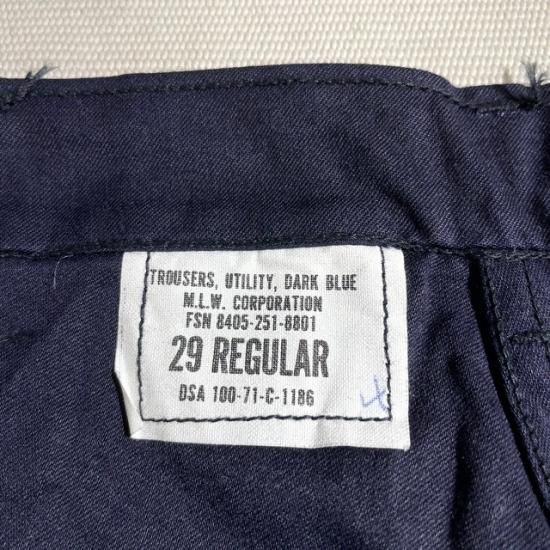 TROUSERS, UTILITY, DARK BLUE
M.L.W. CORPORATION
FSN 8405-251-8801
29 REGULAR
DSA 100-71-C-1186